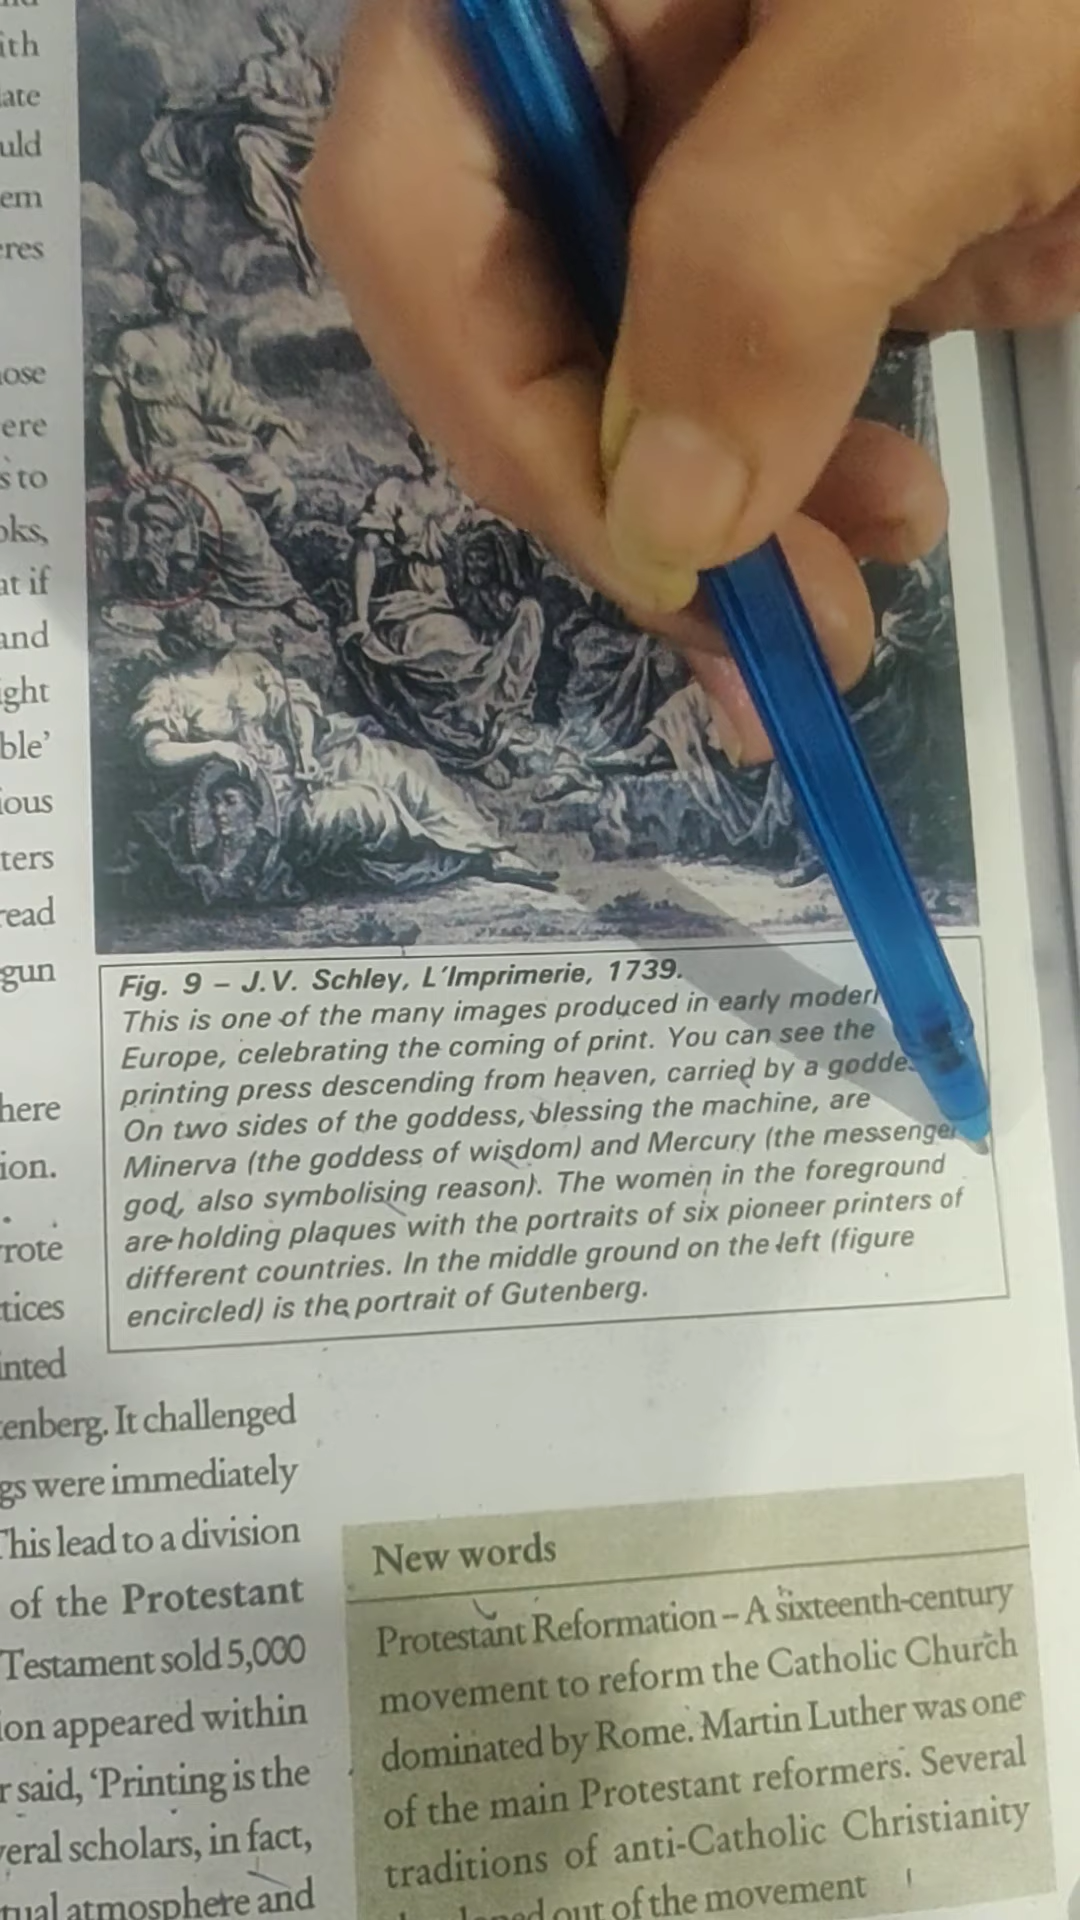 ith
ate
uld
em
eres
ose
ere
s to
oks,
at if
and
ight
ble'
ious
ters
read
gun
here
ion.
rote
tices
inted
enberg. It challenged
gs were immediately
This lead to a division
of the Protestant
Testament sold 5,000
ion appeared within
r said, 'Printing is the
veral scholars, in fact,
tual atmosphere and
Fig. 9 – J.V. Schley, L'Imprimerie, 1739.
This is one of the many images produced in early moder
Europe, celebrating the coming of print. You can see the
printing press descending from heaven, carried by a godde
On two sides of the goddess, blessing the machine, are
Minerva (the goddess of wisdom) and Mercury (the messenger
god, also symbolising reason). The women in the foreground
are holding plaques with the portraits of six pioneer printers of
different countries. In the middle ground on the left (figure
encircled) is the portrait of Gutenberg.
New words
Protestant Reformation – A sixteenth-century
movement to reform the Catholic Church
dominated by Rome. Martin Luther was one
of the main Protestant reformers. Several
traditions of anti-Catholic Christianity
out of the movement